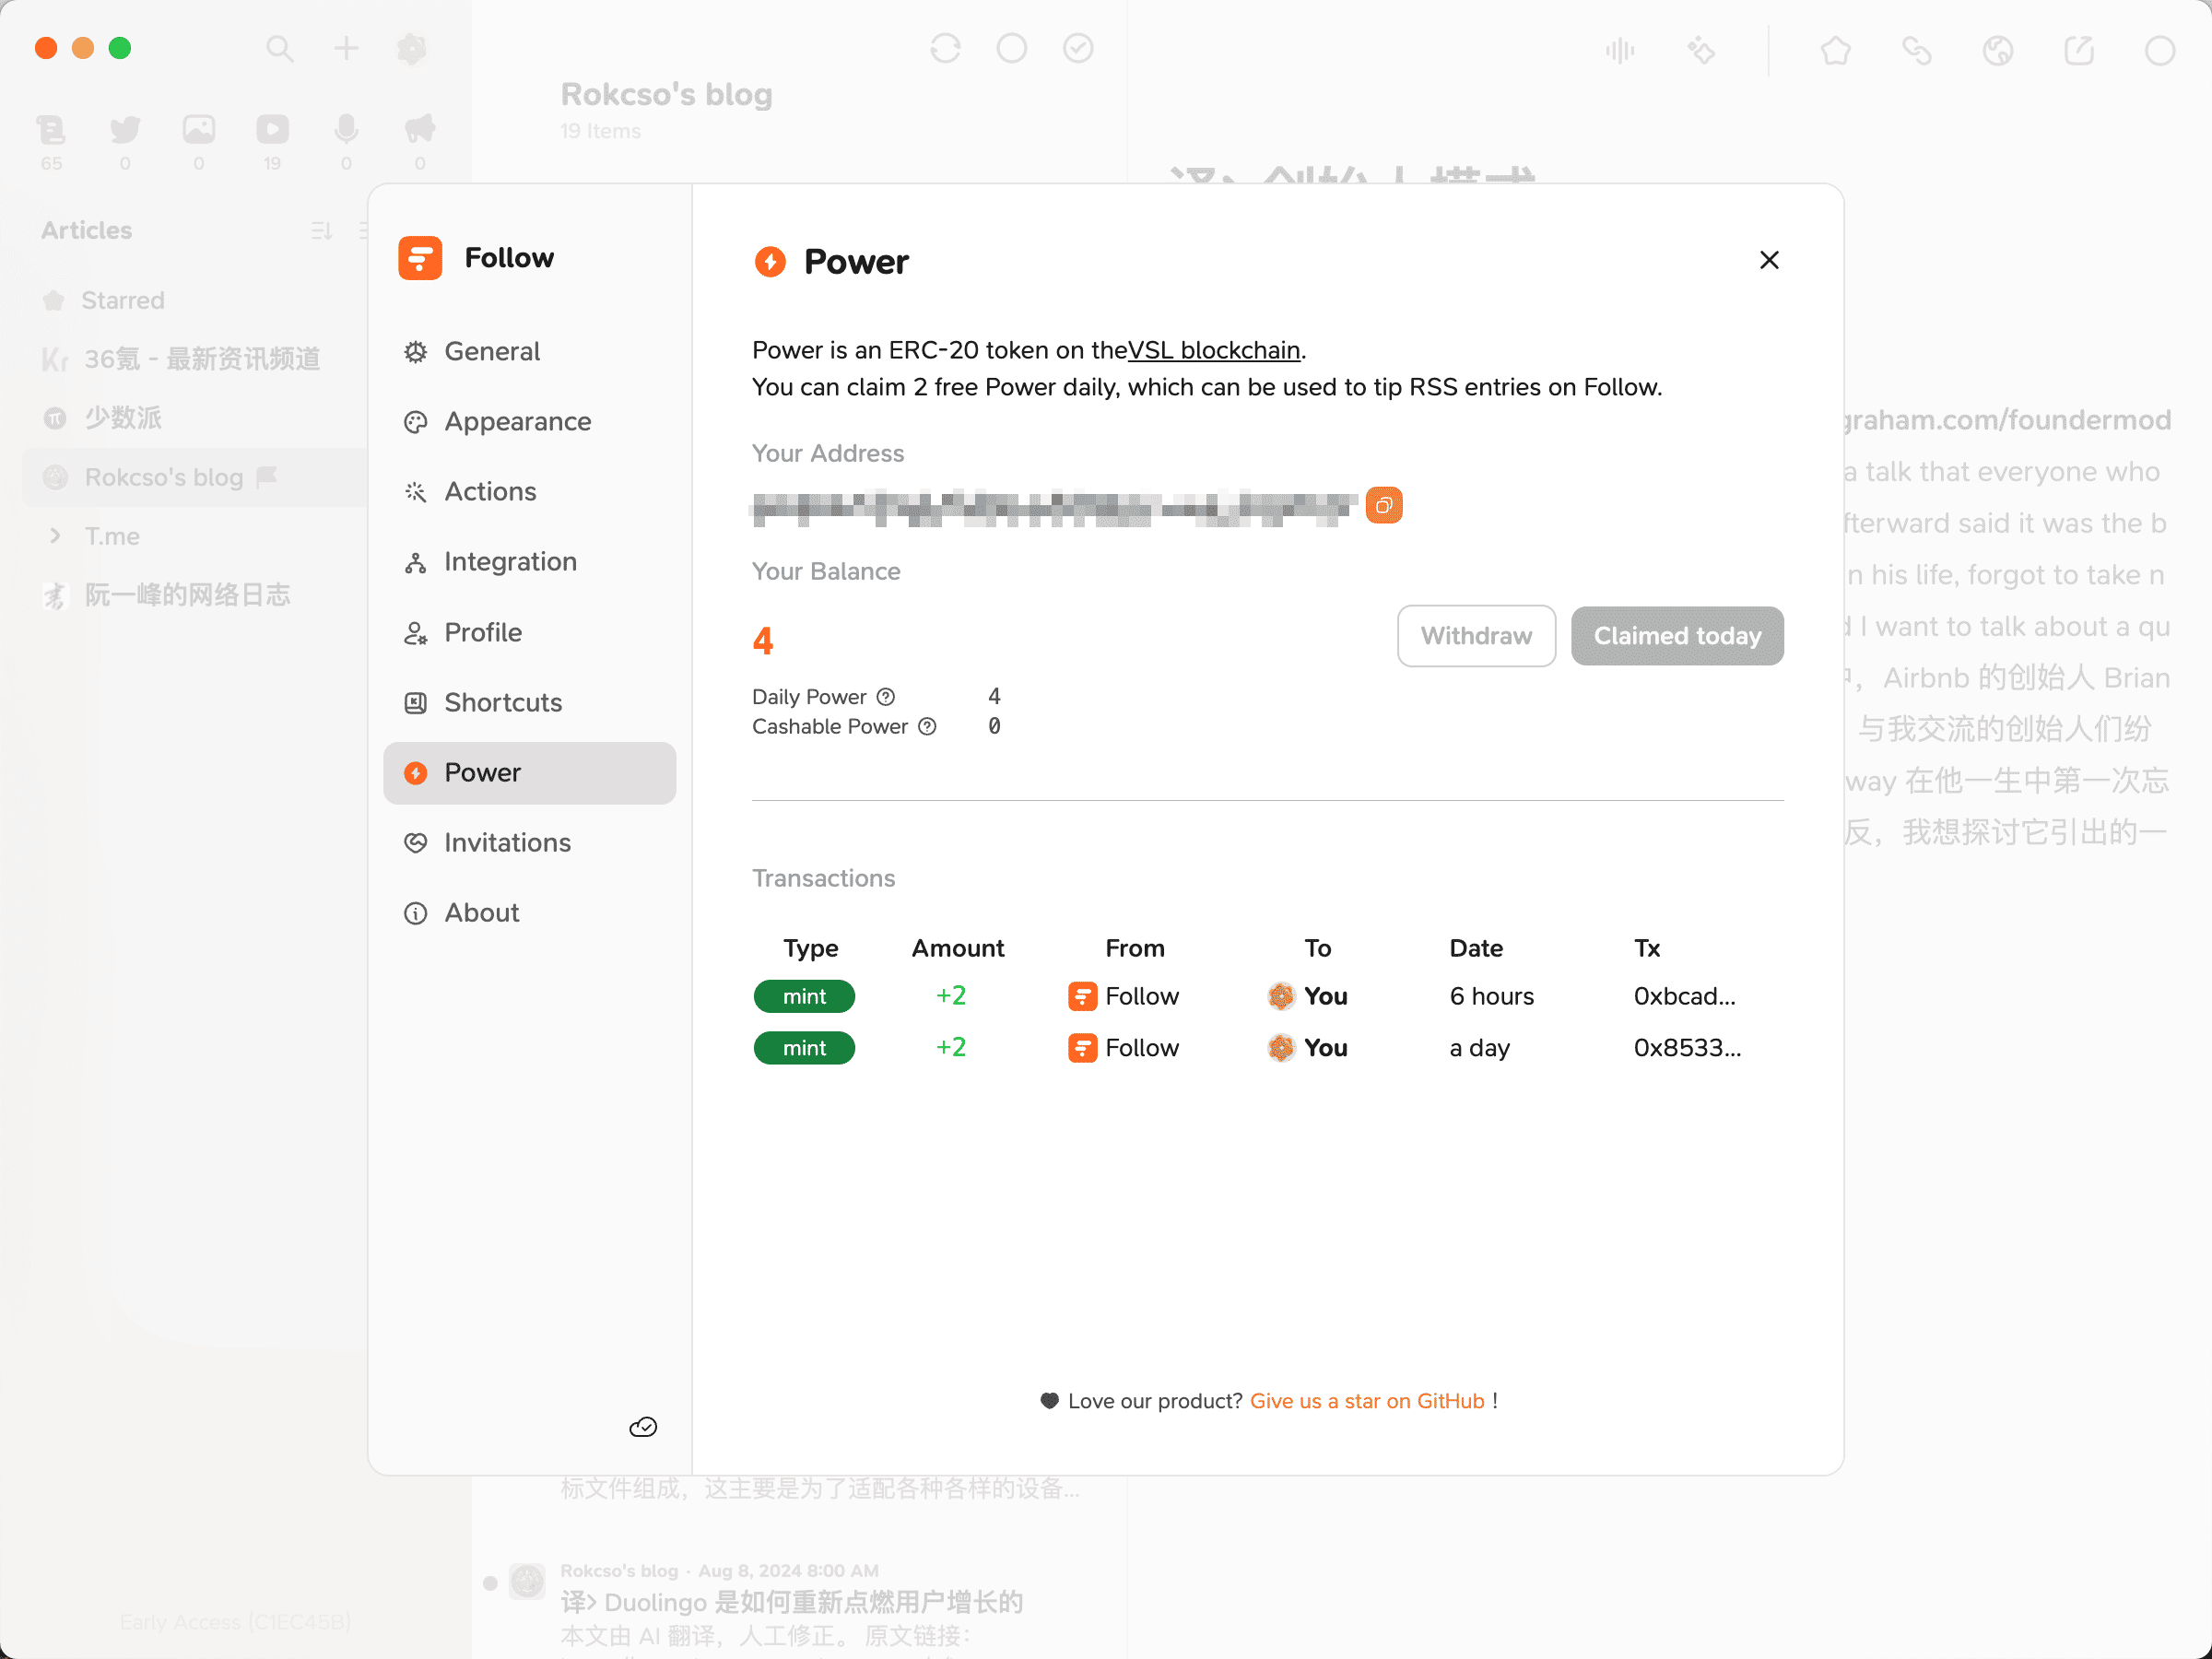 65
0
0
19
0
0
Articles
Starred
36氪 - 最新资讯频道
少数派
Rokcso's blog
T.me
阮一峰的网络日志
Early Access (C1EC45B)
Rokcso's blog
19 Items
Follow
General
Appearance
Actions
Integration
Profile
Shortcuts
Power
Invitations
About
Power
Power is an ERC-20 token on theVSL blockchain.
You can claim 2 free Power daily, which can be used to tip RSS entries on Follow.
Your Address
Your Balance
4
Withdraw
Claimed today
Daily Power 4
Cashable Power 0
Transactions
Type Amount From To Date Tx
mint +2 Follow You 6 hours 0xbcad...
mint +2 Follow You a day 0x8533...
Love our product? Give us a star on GitHub !
标文件组成，这主要是为了适配各种各样的设备...
Rokcso's blog · Aug 8, 2024 8:00 AM
译> Duolingo 是如何重新点燃用户增长的
本文由 AI 翻译，人工修正。 原文链接：
译> 创始人模式
graham.com/foundermod
a talk that everyone who
fterward said it was the b
n his life, forgot to take n
I want to talk about a qu
，Airbnb 的创始人 Brian
与我交流的创始人们纷
way 在他一生中第一次忘
反，我想探讨它引出的一